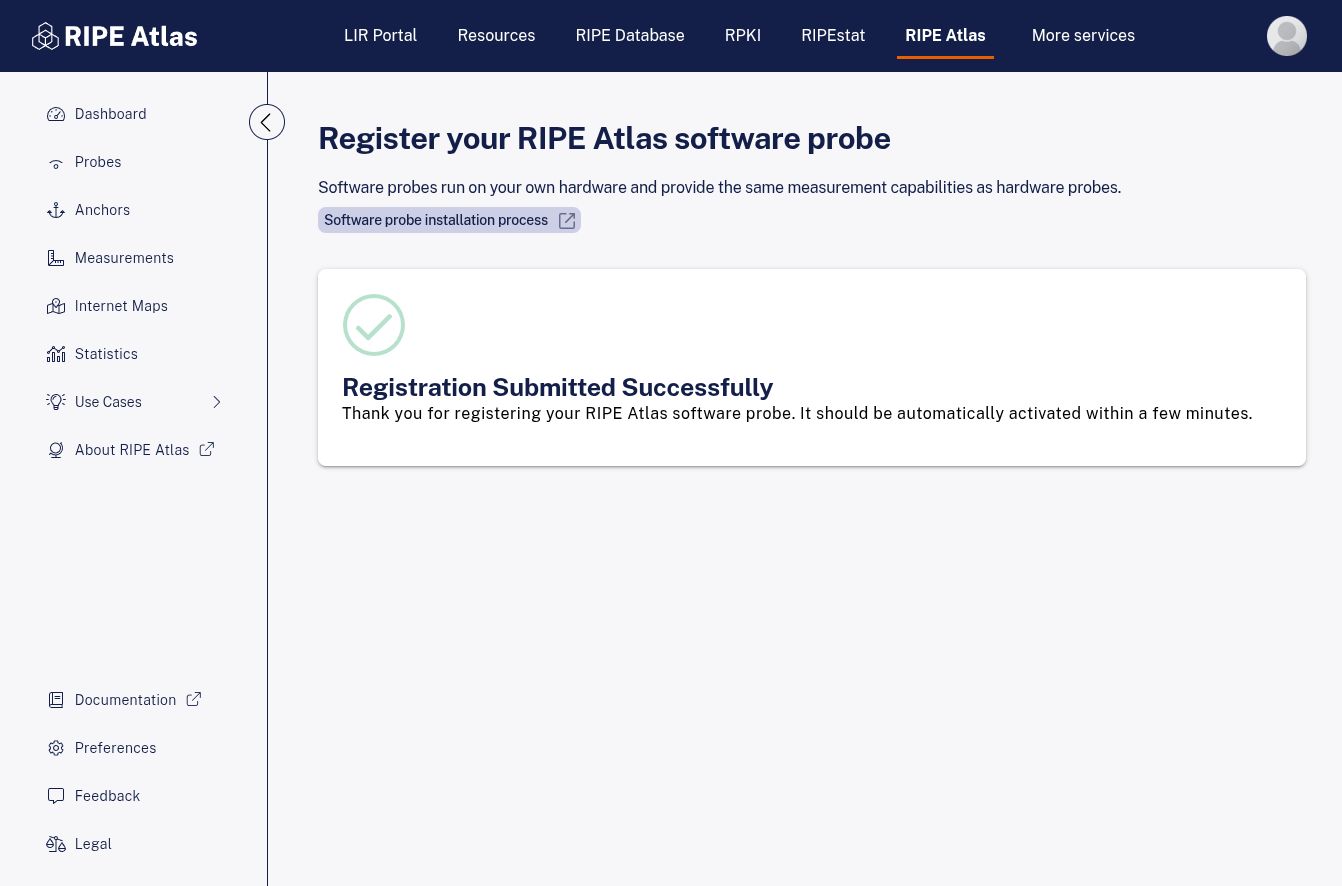 RIPE Atlas
LIR Portal
Resources
RIPE Database
RPKI
RIPEstat
RIPE Atlas
More services
Dashboard
Probes
Anchors
Measurements
Internet Maps
Statistics
Use Cases
About RIPE Atlas
Documentation
Preferences
Feedback
Legal
Register your RIPE Atlas software probe
Software probes run on your own hardware and provide the same measurement capabilities as hardware probes.
Software probe installation process
Registration Submitted Successfully
Thank you for registering your RIPE Atlas software probe. It should be automatically activated within a few minutes.